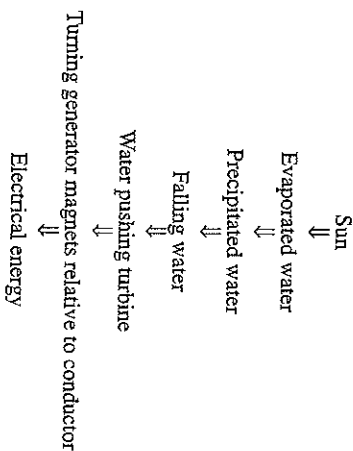 Sun
⇓
Evaporated water
⇓
Precipitated water
⇓
Falling water
⇓
Water pushing turbine
⇓
Turning generator magnets relative to conductor
⇓
Electrical energy